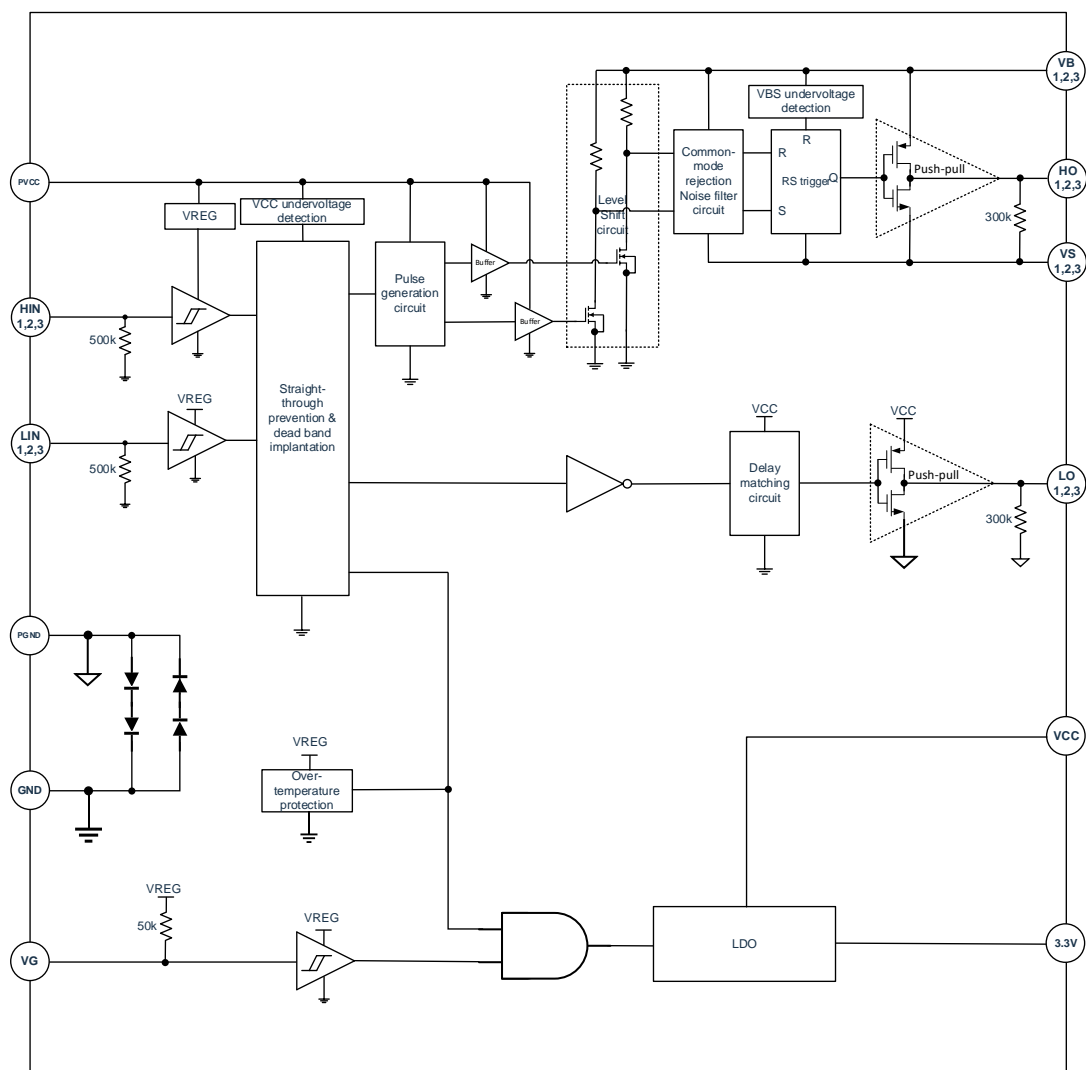 VB
1,2,3
VBS undervoltage
detection
R
Common-
mode
rejection
Noise filter
circuit
R
RS trigger
Q
S
Push-pull
HO
1,2,3
300k
VS
1,2,3
Level
Shift
circuit
PVCC
VREG
VCC undervoltage
detection
Pulse
generation
circuit
Buffer
Buffer
HIN
1,2,3
500k
VREG
LIN
1,2,3
500k
Straight-
through
prevention &
dead band
implantation
VCC
Delay
matching
circuit
VCC
Push-pull
LO
1,2,3
300k
PGND
GND
VREG
Over-
temperature
protection
VCC
VREG
50k
VG
VREG
LDO
3.3V